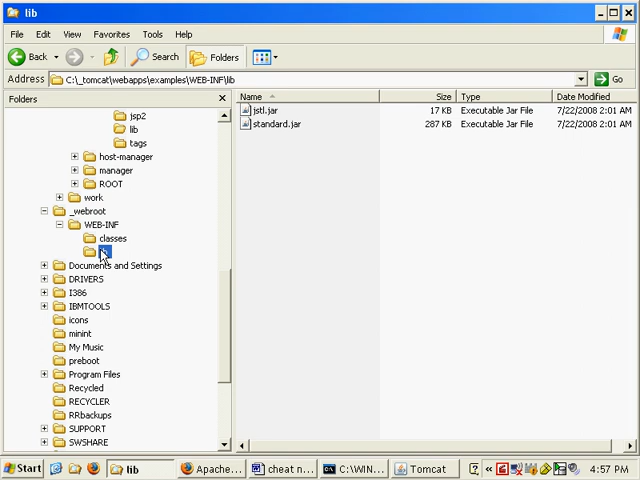 lib
File Edit View Favorites Tools Help
Back Search Folders
Address C:\_tomcat\webapps\examples\WEB-INF\lib Go
Folders
Name Size Type Date Modified
jstl.jar 17 KB Executable Jar File 7/22/2008 2:01 AM
standard.jar 287 KB Executable Jar File 7/22/2008 2:01 AM
jsp2
lib
tags
host-manager
manager
ROOT
work
_webroot
WEB-INF
classes
Documents and Settings
DRIVERS
I386
IBMTOOLS
icons
minint
My Music
preboot
Program Files
Recycled
RECYCLER
RRbackups
SUPPORT
SWSHARE
Start lib Apache... cheat n... C:\WIN... Tomcat 4:57 PM